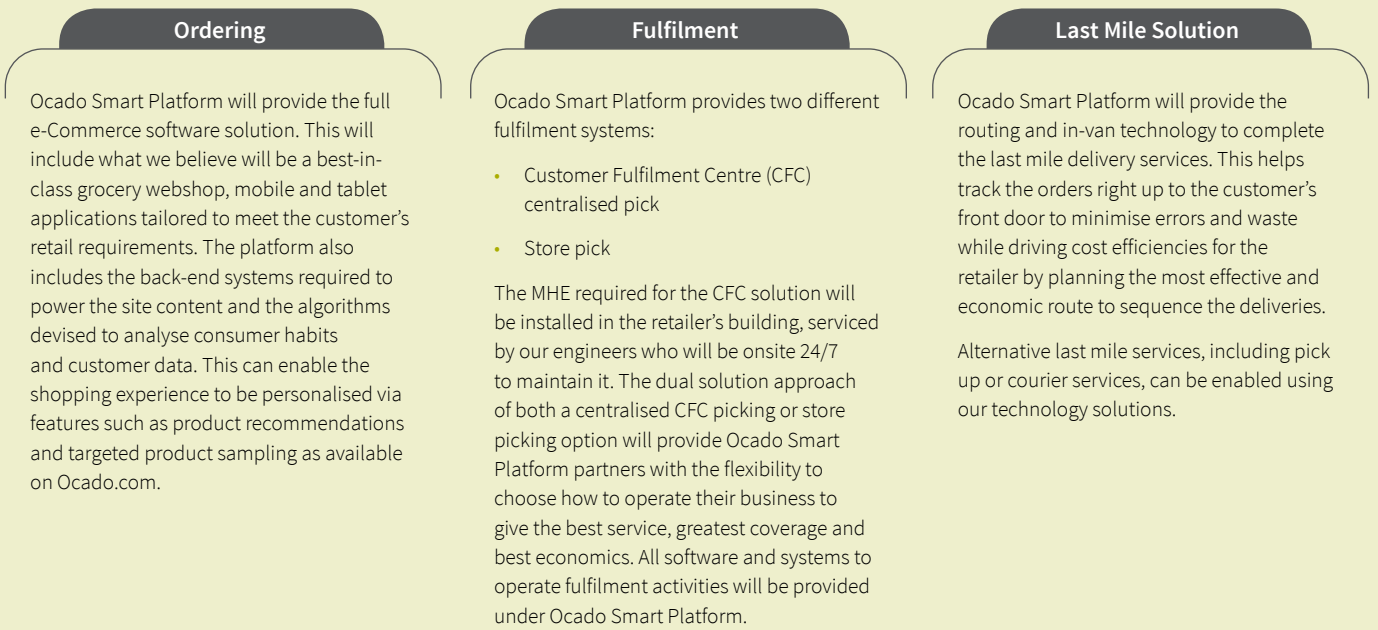 Ordering
Ocado Smart Platform will provide the full
e-Commerce software solution. This will
include what we believe will be a best-in-
class grocery webshop, mobile and tablet
applications tailored to meet the customer’s
retail requirements. The platform also
includes the back-end systems required to
power the site content and the algorithms
devised to analyse consumer habits
and customer data. This can enable the
shopping experience to be personalised via
features such as product recommendations
and targeted product sampling as available
on Ocado.com.
Fulfilment
Ocado Smart Platform provides two different
fulfilment systems:
• Customer Fulfilment Centre (CFC)
centralised pick
• Store pick
The MHE required for the CFC solution will
be installed in the retailer’s building, serviced
by our engineers who will be onsite 24/7
to maintain it. The dual solution approach
of both a centralised CFC picking or store
picking option will provide Ocado Smart
Platform partners with the flexibility to
choose how to operate their business to
give the best service, greatest coverage and
best economics. All software and systems to
operate fulfilment activities will be provided
under Ocado Smart Platform.
Last Mile Solution
Ocado Smart Platform will provide the
routing and in-van technology to complete
the last mile delivery services. This helps
track the orders right up to the customer’s
front door to minimise errors and waste
while driving cost efficiencies for the
retailer by planning the most effective and
economic route to sequence the deliveries.
Alternative last mile services, including pick
up or courier services, can be enabled using
our technology solutions.